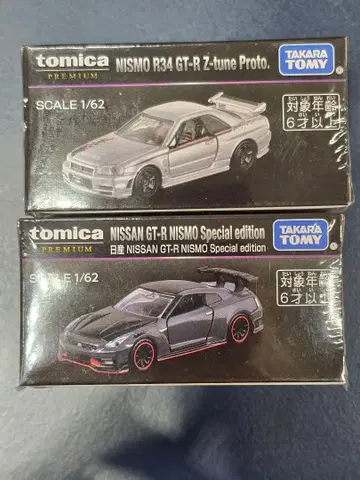 tomica
PREMIUM
NISMO R34 GT-R Z-tune Proto.
TAKARA TOMY
SCALE 1/62
対象年齢
6才以上
tomica
PREMIUM
NISSAN GT-R NISMO Special edition
日産 NISSAN GT-R NISMO Special edition
TAKARA TOMY
SCALE 1/62
対象年齢
6才以上